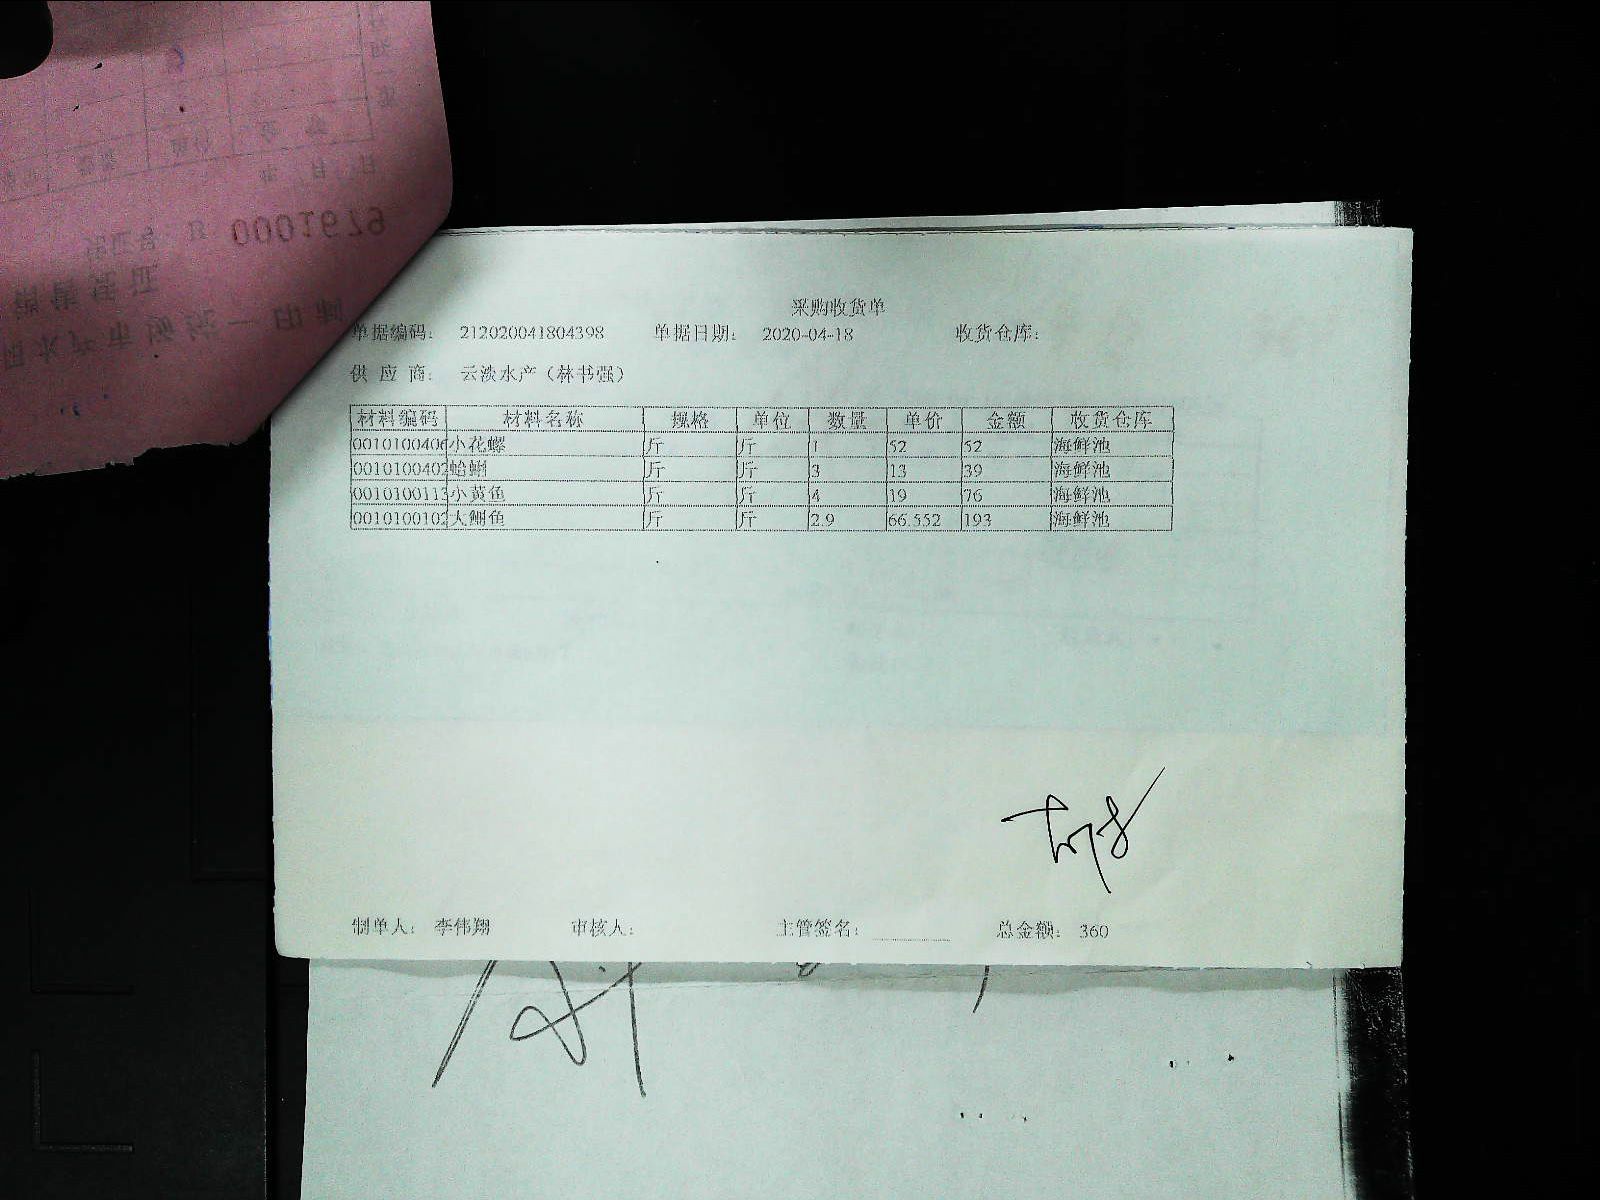 0001679
采购收货单
单据编码： 212020041804398 单据日期： 2020-04-18 收货仓库：
供 应 商： 云淡水产（林书强）
材料编码 材料名称 规格 单位 数量 单价 金额 收货仓库
0010100406 小花螺 斤 斤 1 52 52 海鲜池
0010100402 蛤蜊 斤 斤 3 13 39 海鲜池
0010100113 小黄鱼 斤 斤 4 19 76 海鲜池
0010100102 大鲷鱼 斤 斤 2.9 66.552 193 海鲜池
制单人： 李伟翔 审核人： 主管签名： 总金额： 360